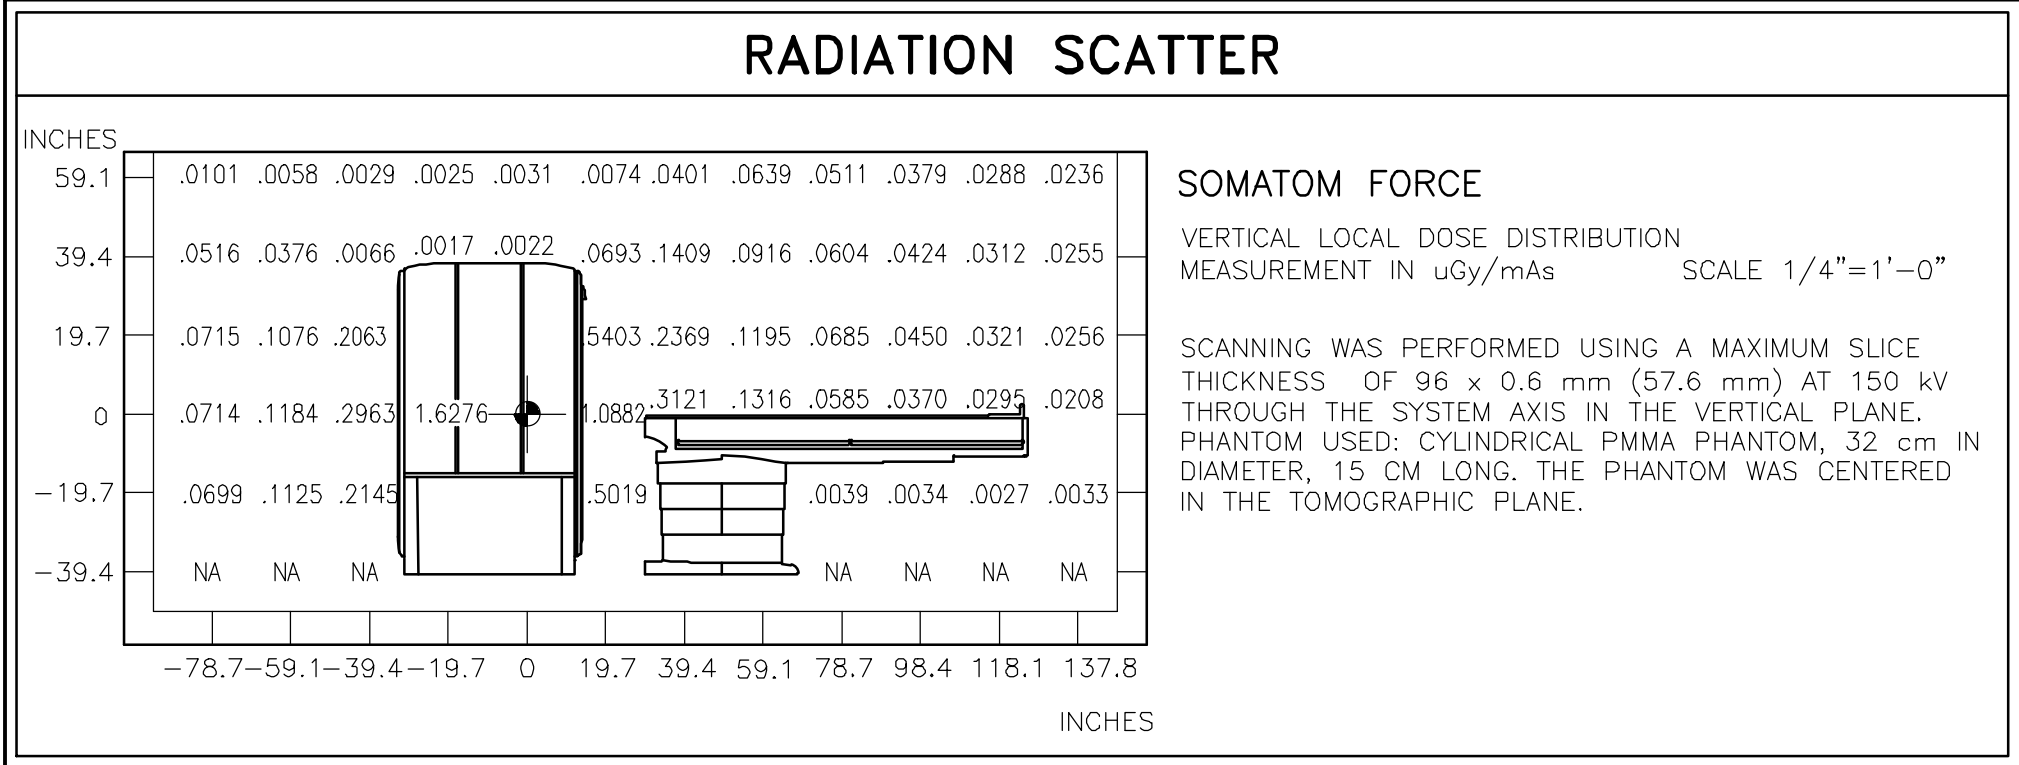 RADIATION SCATTER
INCHES
59.1 .0101 .0058 .0029 .0025 .0031 .0074 .0401 .0639 .0511 .0379 .0288 .0236
39.4 .0516 .0376 .0066 .0017 .0022 .0693 .1409 .0916 .0604 .0424 .0312 .0255
19.7 .0715 .1076 .2063 .5403 .2369 .1195 .0685 .0450 .0321 .0256
0 .0714 .1184 .2963 1.6276 1.0882 .3121 .1316 .0585 .0370 .0295 .0208
-19.7 .0699 .1125 .2145 .5019 .0039 .0034 .0027 .0033
-39.4 NA NA NA NA NA NA NA
-78.7 -59.1 -39.4 -19.7 0 19.7 39.4 59.1 78.7 98.4 118.1 137.8
INCHES
SOMATOM FORCE
VERTICAL LOCAL DOSE DISTRIBUTION
MEASUREMENT IN uGy/mAs SCALE 1/4"=1'-0"
SCANNING WAS PERFORMED USING A MAXIMUM SLICE
THICKNESS OF 96 x 0.6 mm (57.6 mm) AT 150 kV
THROUGH THE SYSTEM AXIS IN THE VERTICAL PLANE.
PHANTOM USED: CYLINDRICAL PMMA PHANTOM, 32 cm IN
DIAMETER, 15 CM LONG. THE PHANTOM WAS CENTERED
IN THE TOMOGRAPHIC PLANE.